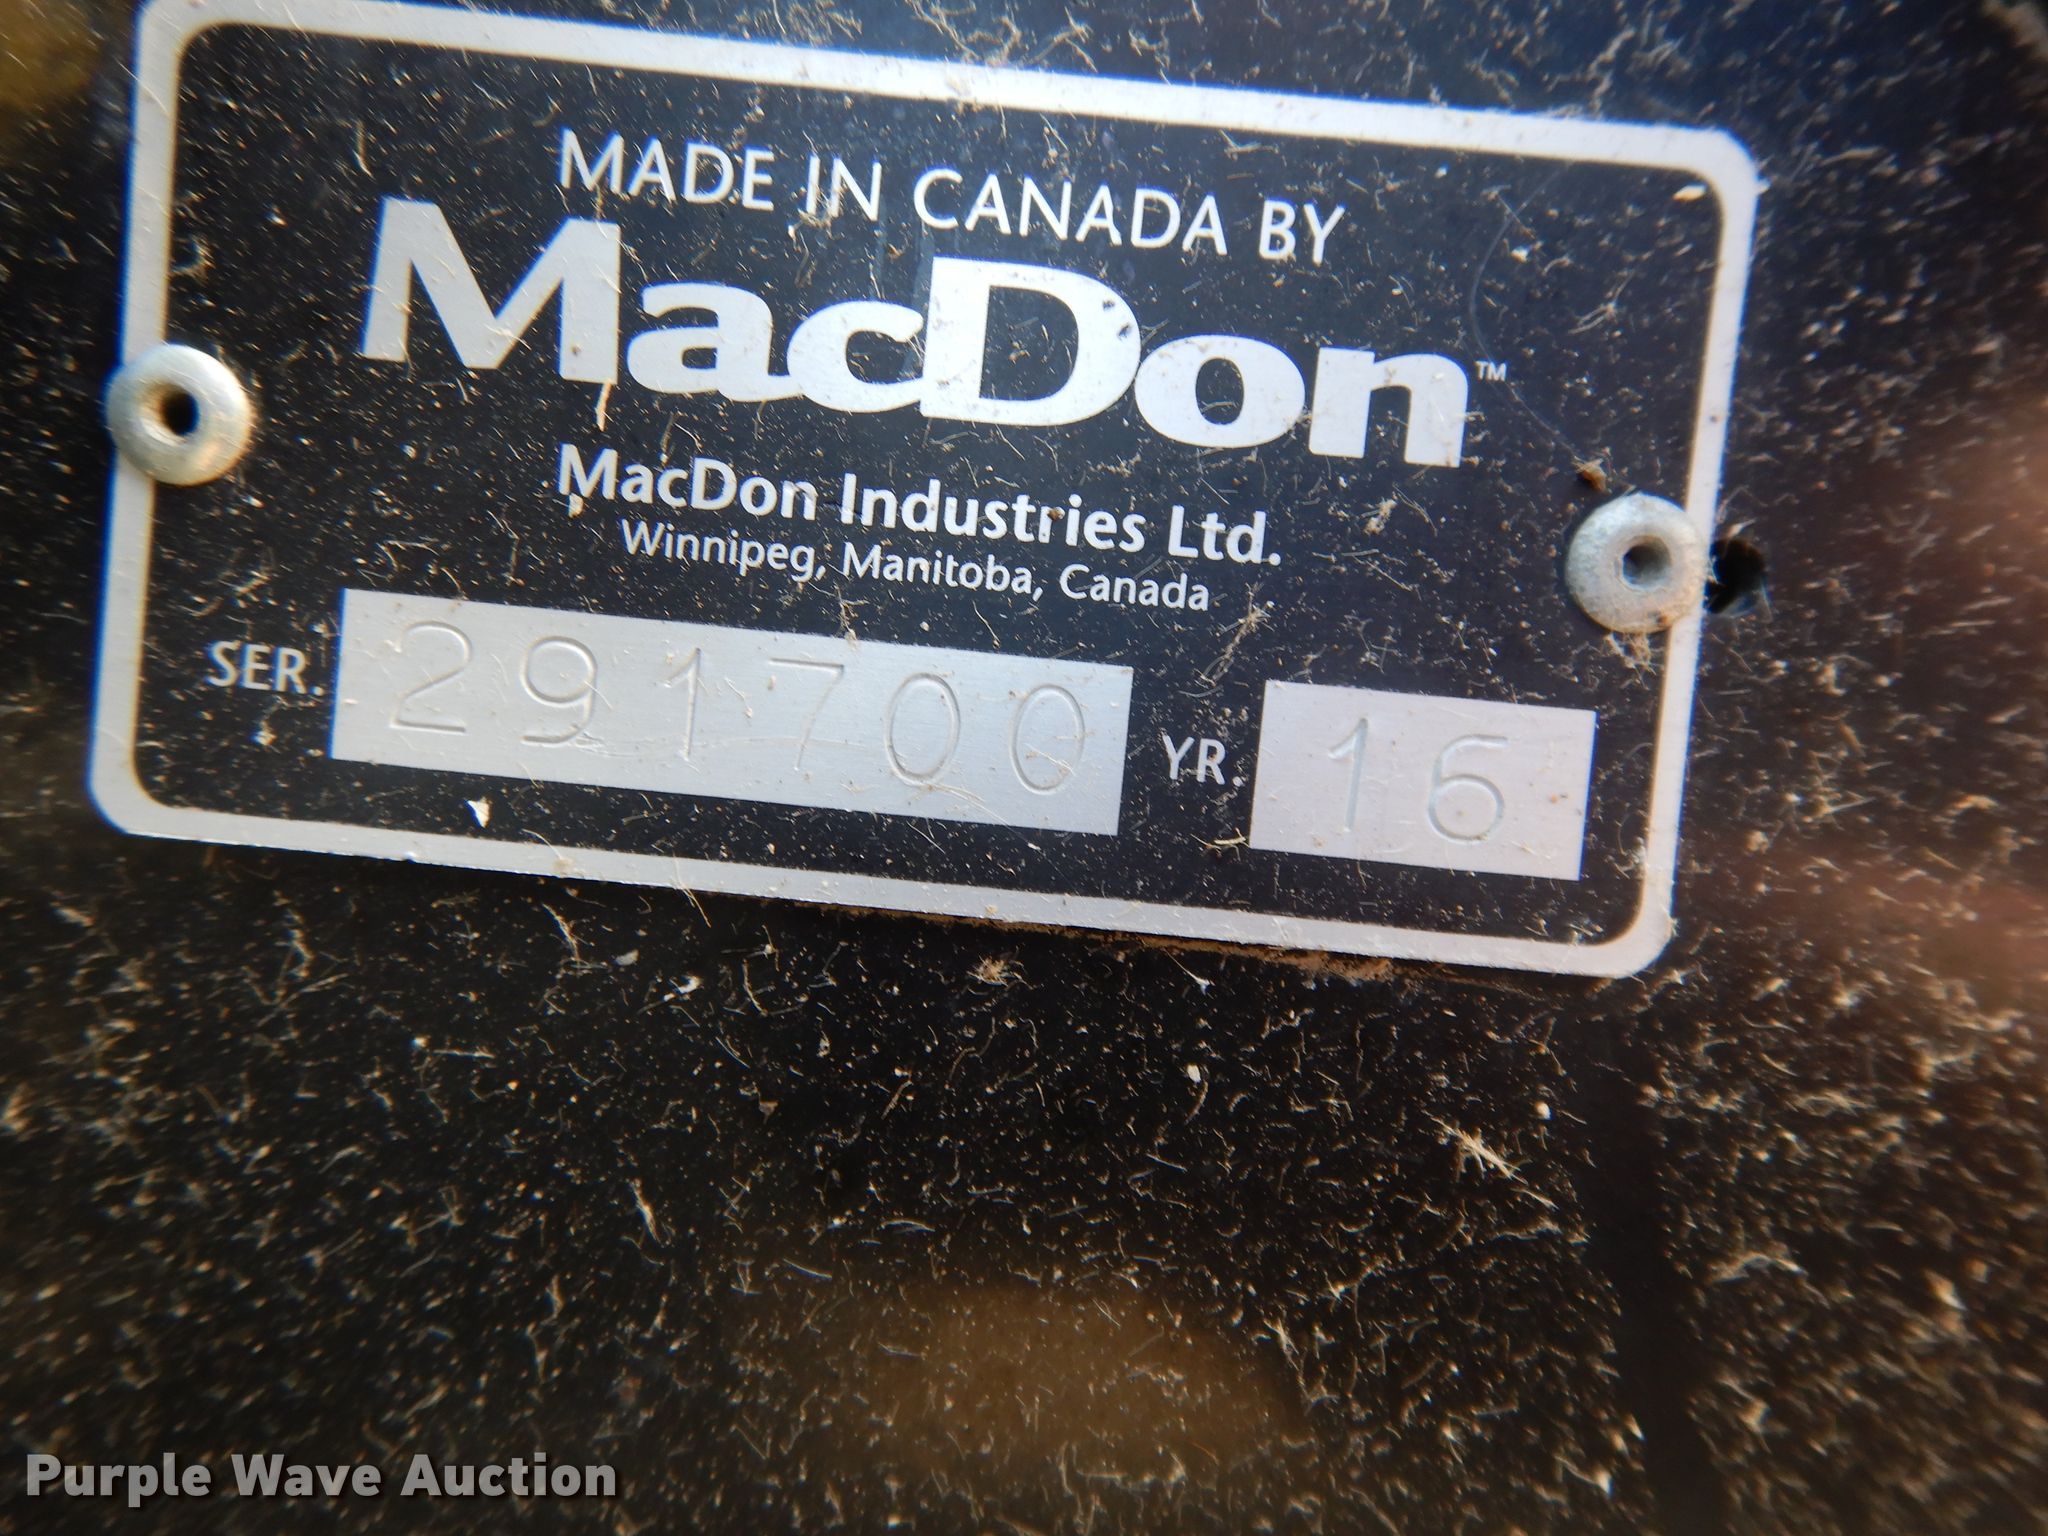 MADE IN CANADA BY
MacDon™
MacDon Industries Ltd.
Winnipeg, Manitoba, Canada
SER. 291700 YR. 16
Purple Wave Auction